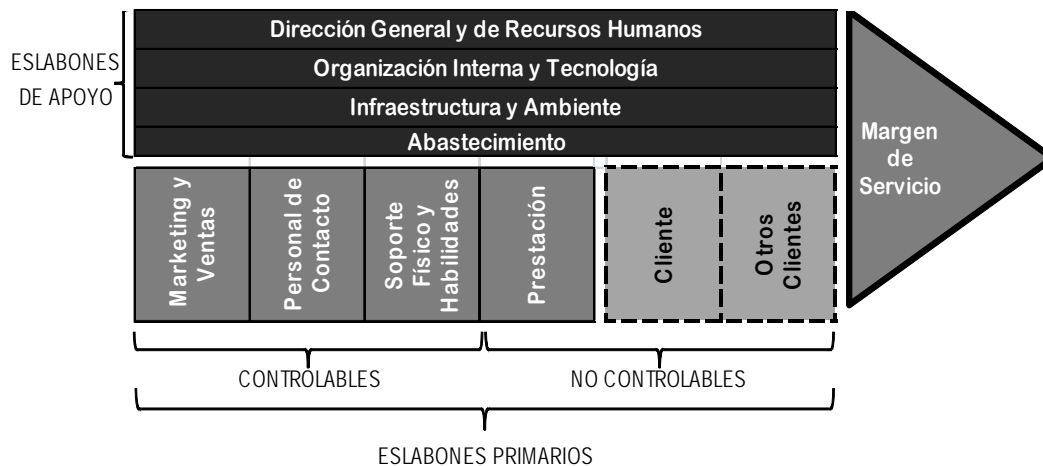 Dirección General y de Recursos Humanos
ESLABONES
DE APOYO
Organización Interna y Tecnología
Infraestructura y Ambiente
Abastecimiento
Margen
de
Servicio
Marketing y
Ventas
Personal de
Contacto
Soporte
Físico y
Habilidades
Prestación
Cliente
Otros
Clientes
CONTROLABLES
NO CONTROLABLES
ESLABONES PRIMARIOS